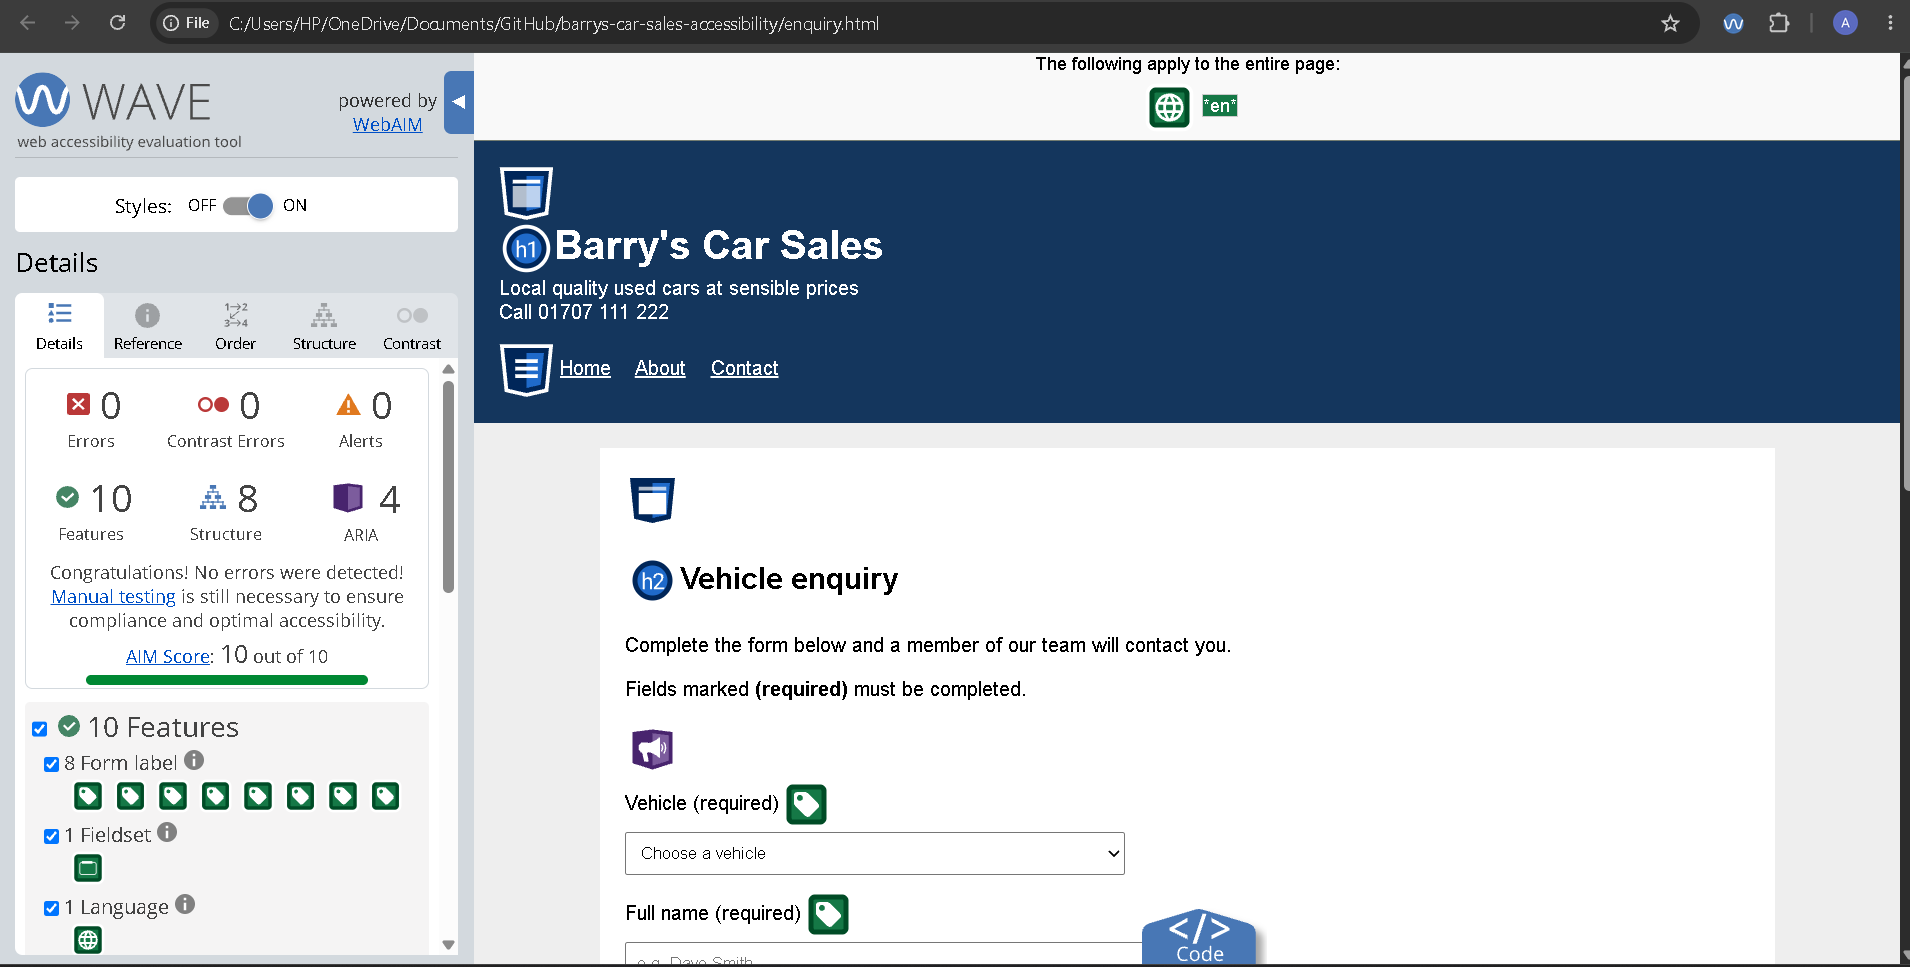 File C:/Users/HP/OneDrive/Documents/GitHub/barrys-car-sales-accessibility/enquiry.html
A
WAVE
web accessibility evaluation tool
powered by
WebAIM
Styles: OFF ON
Details
Details Reference Order Structure Contrast
0 Errors
0 Contrast Errors
0 Alerts
10 Features
8 Structure
4 ARIA
Congratulations! No errors were detected!
Manual testing is still necessary to ensure
compliance and optimal accessibility.
AIM Score: 10 out of 10
10 Features
8 Form label
1 Fieldset
1 Language
The following apply to the entire page:
*en*
h1 Barry's Car Sales
Local quality used cars at sensible prices
Call 01707 111 222
Home About Contact
h2 Vehicle enquiry
Complete the form below and a member of our team will contact you.
Fields marked (required) must be completed.
Vehicle (required)
Choose a vehicle
Full name (required)
e.g. Dave Smith
</> Code